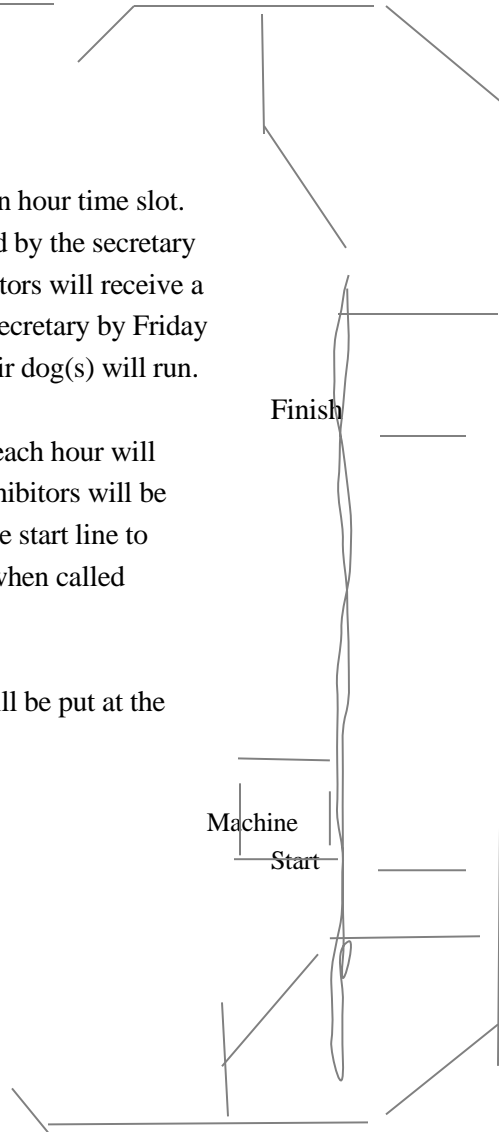 n hour time slot.
d by the secretary
tors will receive a
ecretary by Friday
ir dog(s) will run.
Finish
each hour will
hibitors will be
e start line to
when called
ll be put at the
Machine
Start